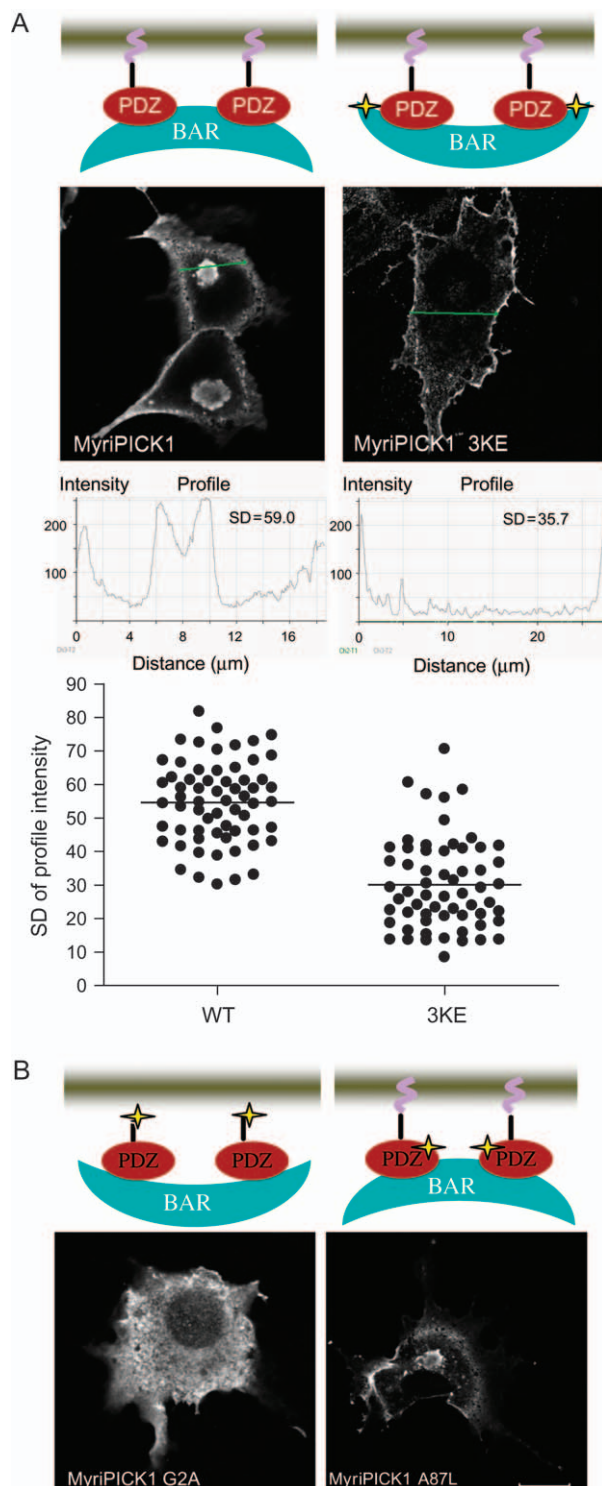 A
PDZ PDZ PDZ PDZ
BAR BAR
MyriPICK1 MyriPICK1 3KE
Intensity Profile Intensity Profile
SD=59.0 SD=35.7
200 200
100 100
0 4 8 12 16 0 10 20
Distance (μm) Distance (μm)
90
80
70
60
50
40
30
20
10
0
SD of profile intensity
WT 3KE
B
PDZ PDZ PDZ PDZ
BAR BAR
MyriPICK1 G2A MyriPICK1 A87L